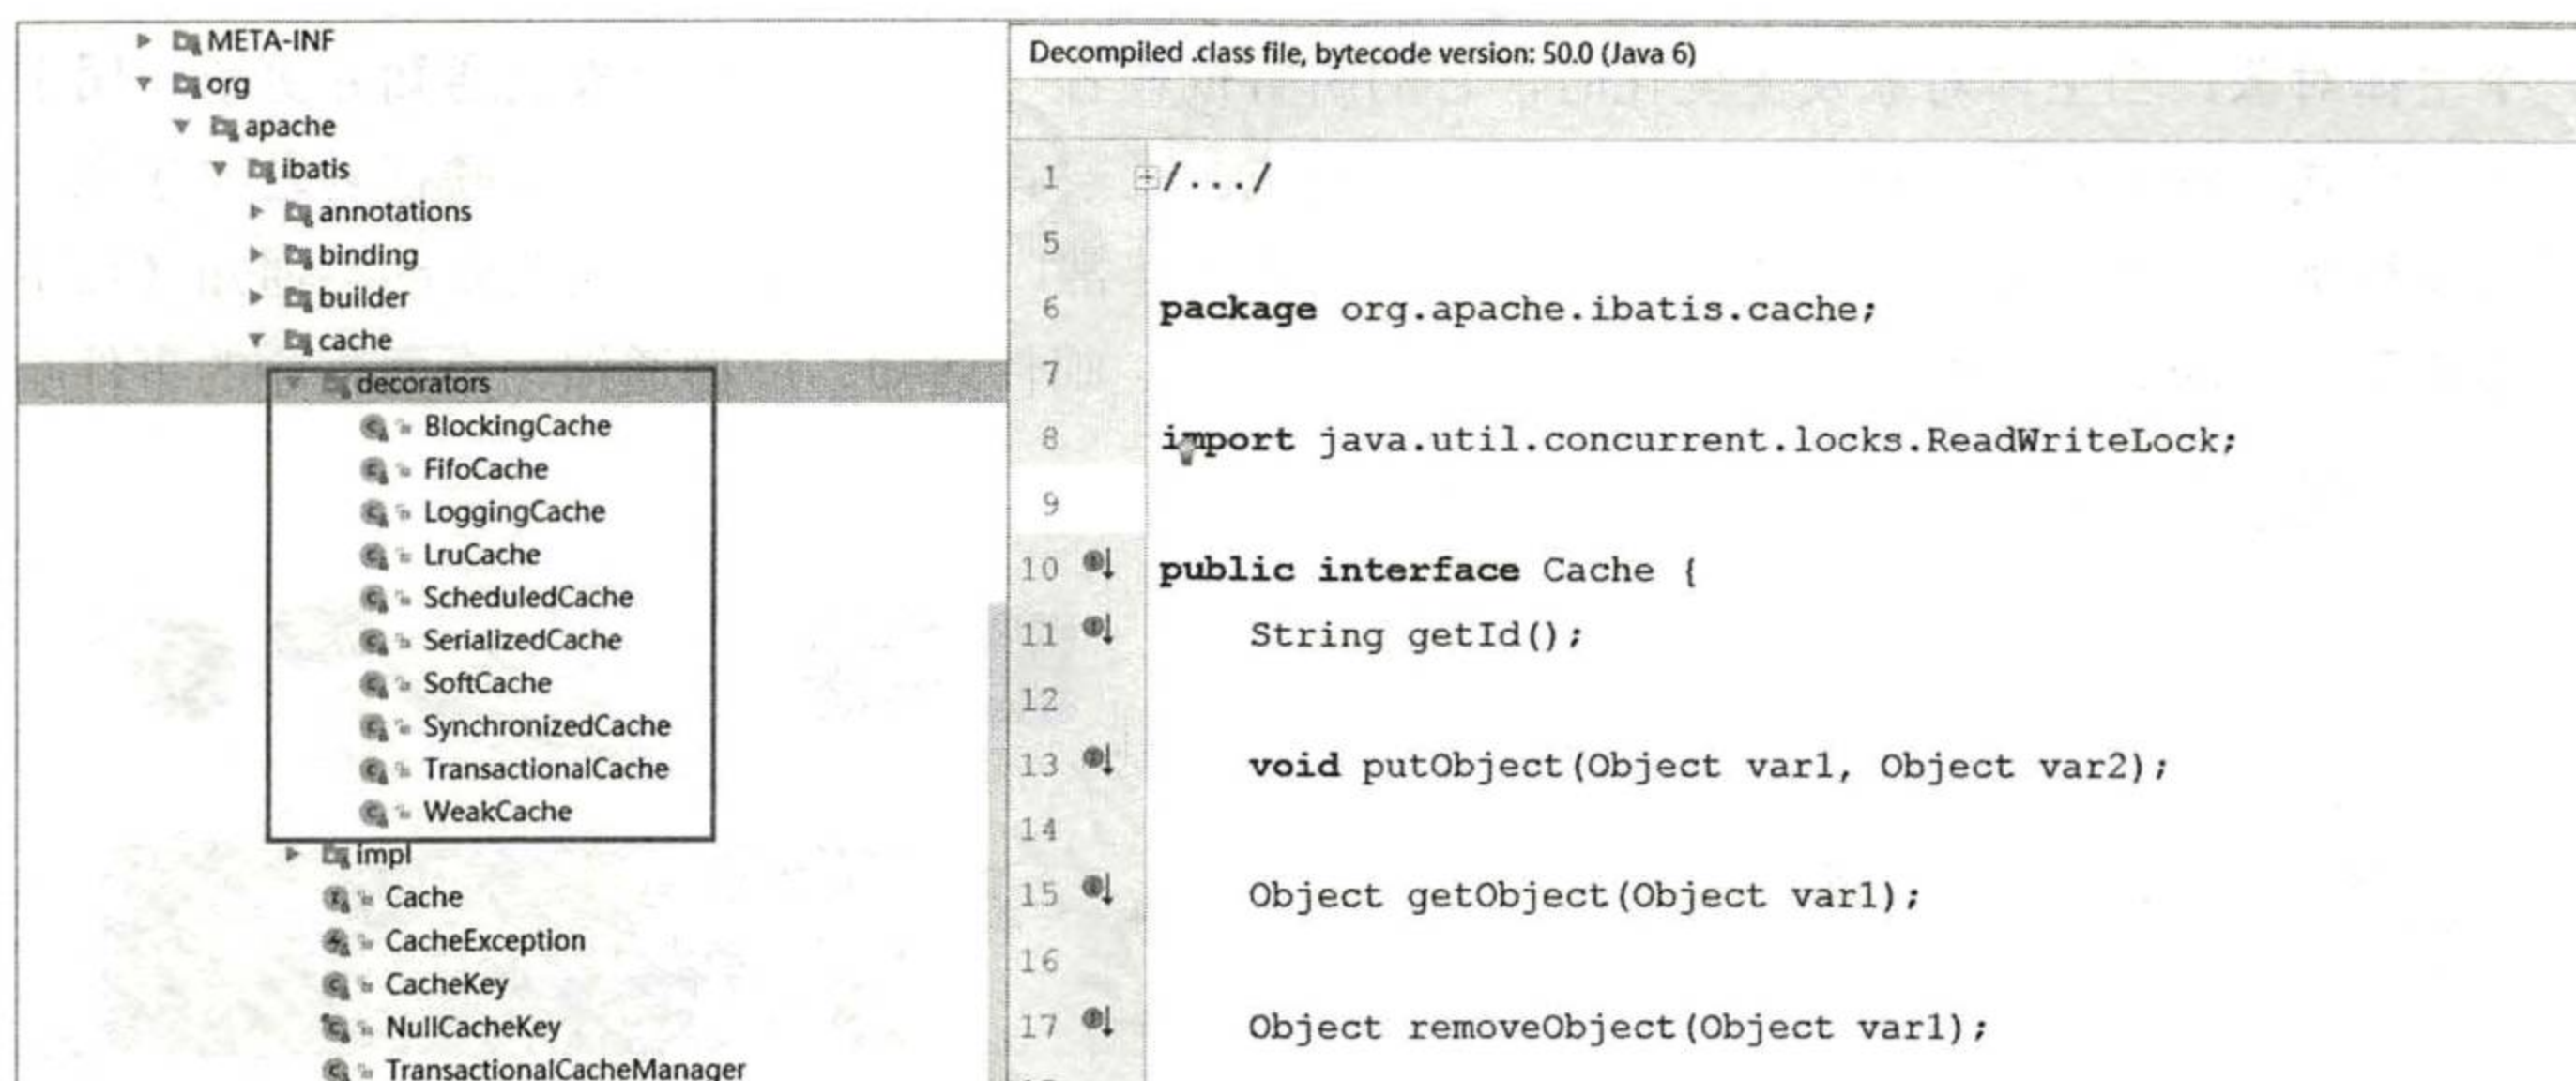 META-INF
org
apache
ibatis
annotations
binding
builder
cache
decorators
BlockingCache
FifoCache
LoggingCache
LruCache
ScheduledCache
SerializedCache
SoftCache
SynchronizedCache
TransactionalCache
WeakCache
impl
Cache
CacheException
CacheKey
NullCacheKey
TransactionalCacheManager
Decompiled .class file, bytecode version: 50.0 (Java 6)
1 /.../
5
6 package org.apache.ibatis.cache;
7
8 import java.util.concurrent.locks.ReadWriteLock;
9
10 public interface Cache {
11 String getId();
12
13 void putObject(Object var1, Object var2);
14
15 Object getObject(Object var1);
16
17 Object removeObject(Object var1);